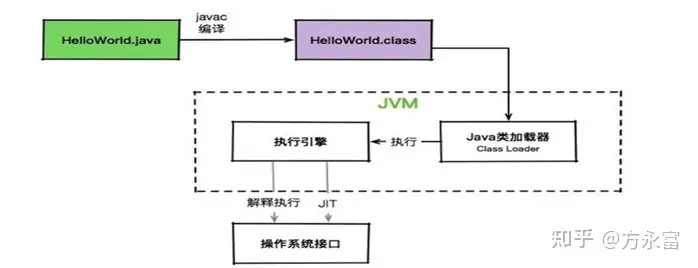 javac
编译
HelloWorld.java
HelloWorld.class
JVM
执行引擎
执行
Java类加载器
Class Loader
解释执行
JIT
操作系统接口
知乎 @方永富